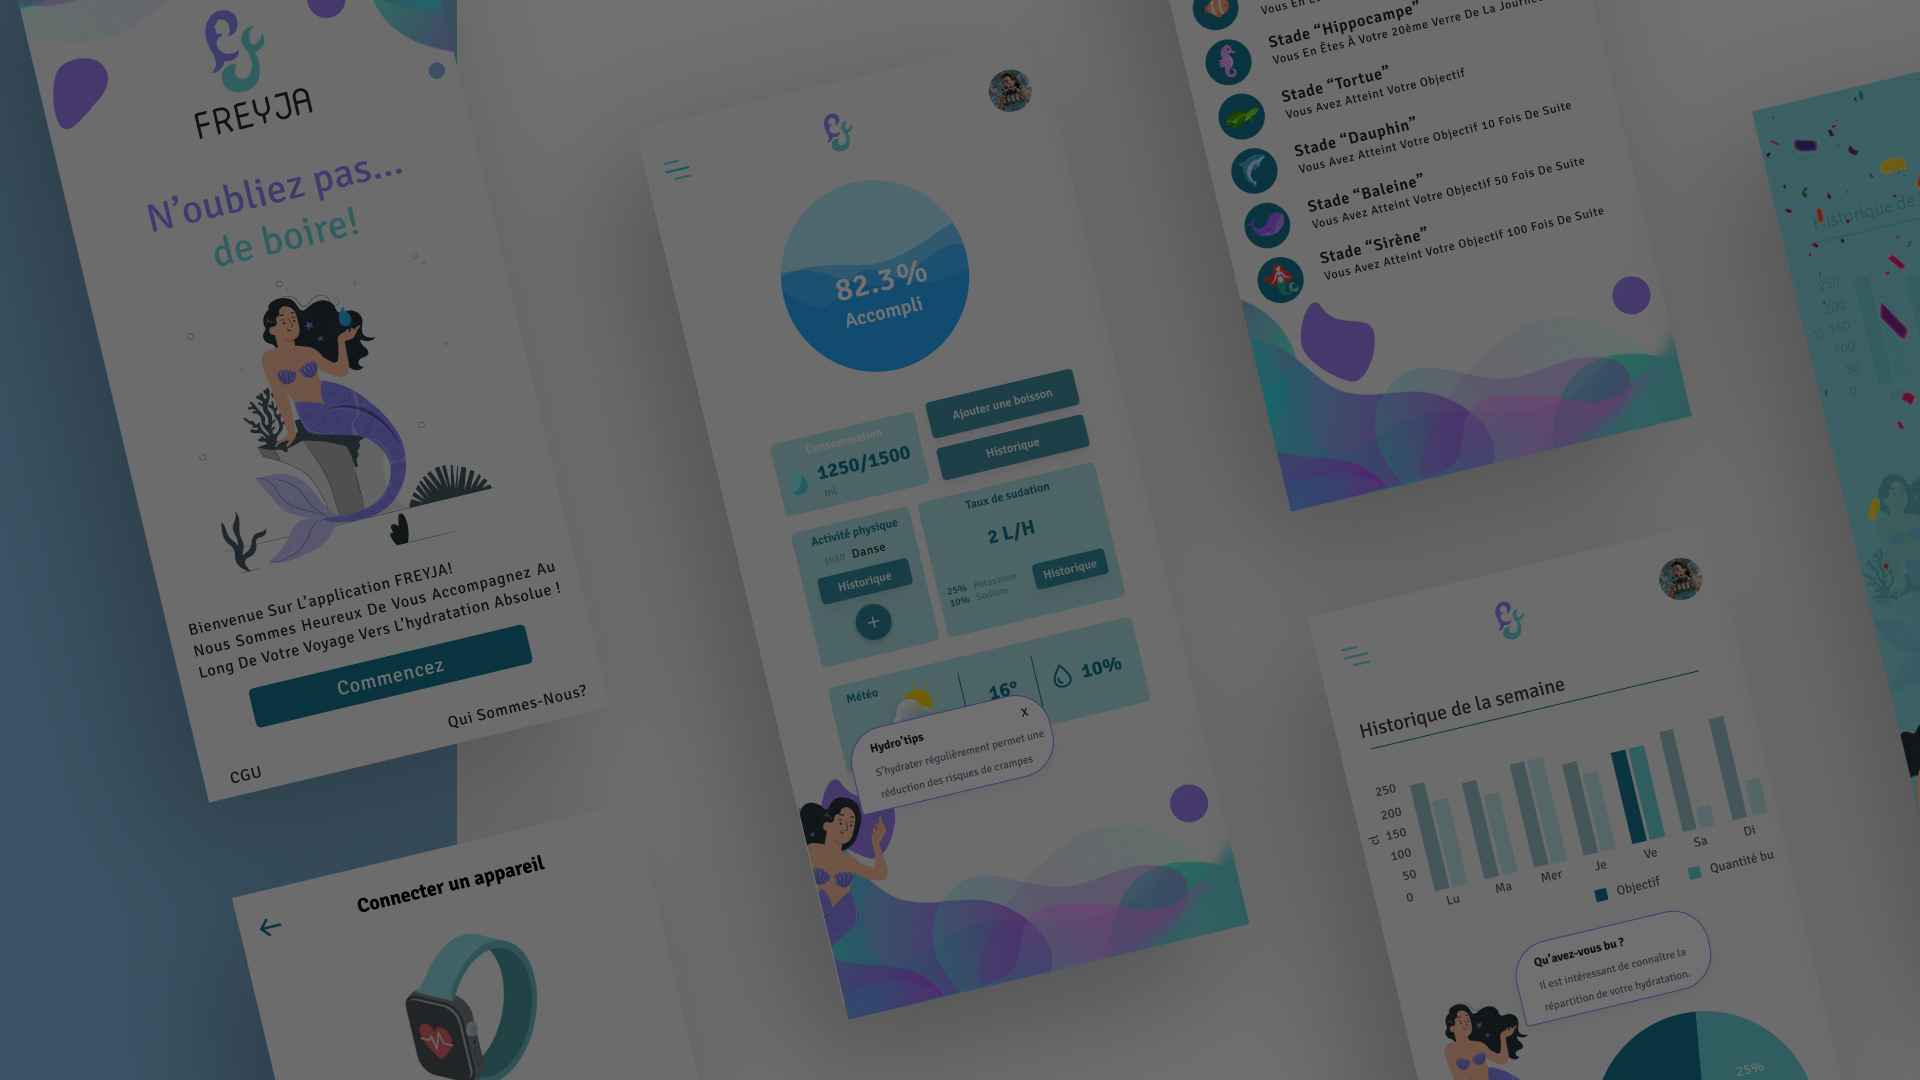 FREYJA
N'oubliez pas...
de boire!
Bienvenue Sur L'application FREYJA!
Nous Sommes Heureux De Vous Accompagnez Au
Long De Votre Voyage Vers L'hydratation Absolue !
Commencez
Qui Sommes-Nous?
CGU
Connecter un appareil
82.3%
Accompli
Ajouter une boisson
Historique
Consommation
1250/1500
ml
Activité physique
1h30 Danse
Historique
+
Taux de sudation
2 L/H
25% Potassium
10% Sodium
Historique
Météo
16°
10%
X
Hydro'tips
S'hydrater régulièrement permet une
réduction des risques de crampes
Vous En
Stade “Hippocampe”
Vous En Êtes À Votre 20ème Verre De La Journée
Stade “Tortue”
Vous Avez Atteint Votre Objectif
Stade “Dauphin”
Vous Avez Atteint Votre Objectif 10 Fois De Suite
Stade “Baleine”
Vous Avez Atteint Votre Objectif 50 Fois De Suite
Stade “Sirène”
Vous Avez Atteint Votre Objectif 100 Fois De Suite
Historique de la semaine
250
200
150
100
50
0
cl
Lu
Ma
Mer
Je
Ve
Sa
Di
Objectif
Quantité bu
Qu'avez-vous bu ?
Il est intéressant de connaître la
répartition de votre hydratation.
25%
Historique de
250
200
150
100
50
0
cl
Lu